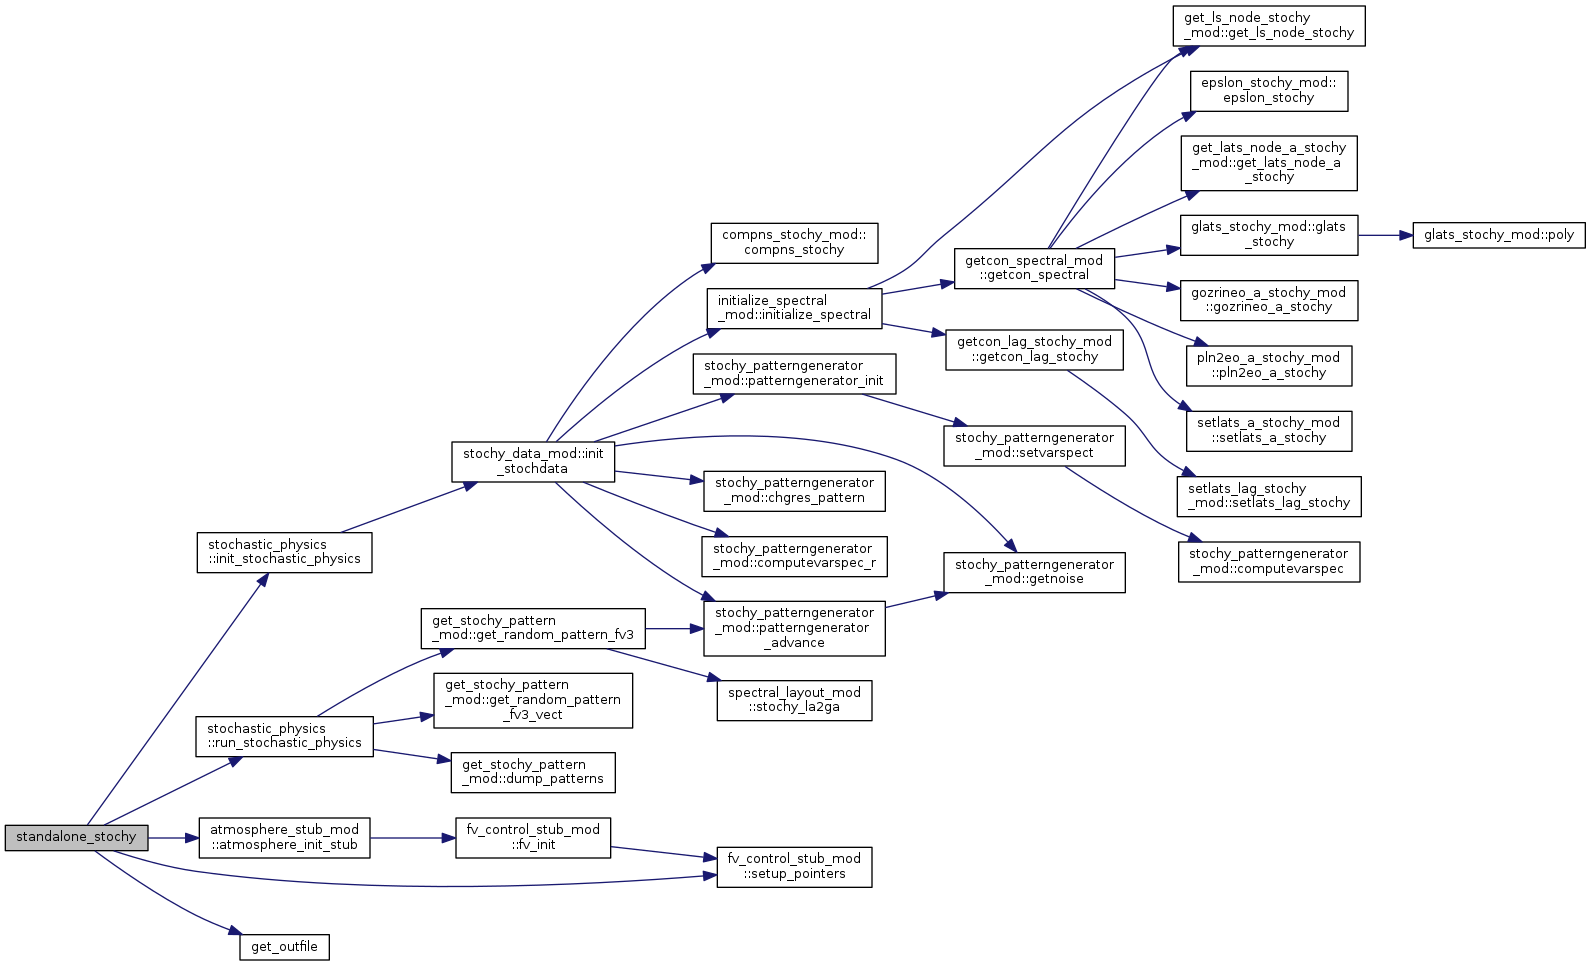 get_ls_node_stochy
_mod::get_ls_node_stochy
epslon_stochy_mod::
epslon_stochy
get_lats_node_a_stochy
_mod::get_lats_node_a
_stochy
compns_stochy_mod::
compns_stochy
glats_stochy_mod::glats
_stochy
glats_stochy_mod::poly
getcon_spectral_mod
::getcon_spectral
initialize_spectral
_mod::initialize_spectral
gozrineo_a_stochy_mod
::gozrineo_a_stochy
getcon_lag_stochy_mod
::getcon_lag_stochy
pln2eo_a_stochy_mod
::pln2eo_a_stochy
stochy_patterngenerator
_mod::patterngenerator_init
setlats_a_stochy_mod
::setlats_a_stochy
stochy_patterngenerator
_mod::setvarspect
stochy_data_mod::init
_stochdata
stochy_patterngenerator
_mod::chgres_pattern
setlats_lag_stochy
_mod::setlats_lag_stochy
stochastic_physics
::init_stochastic_physics
stochy_patterngenerator
_mod::computevarspec_r
stochy_patterngenerator
_mod::computevarspec
stochy_patterngenerator
_mod::getnoise
get_stochy_pattern
_mod::get_random_pattern_fv3
stochy_patterngenerator
_mod::patterngenerator
_advance
get_stochy_pattern
_mod::get_random_pattern
_fv3_vect
spectral_layout_mod
::stochy_la2ga
stochastic_physics
::run_stochastic_physics
get_stochy_pattern
_mod::dump_patterns
standalone_stochy
atmosphere_stub_mod
::atmosphere_init_stub
fv_control_stub_mod
::fv_init
fv_control_stub_mod
::setup_pointers
get_outfile